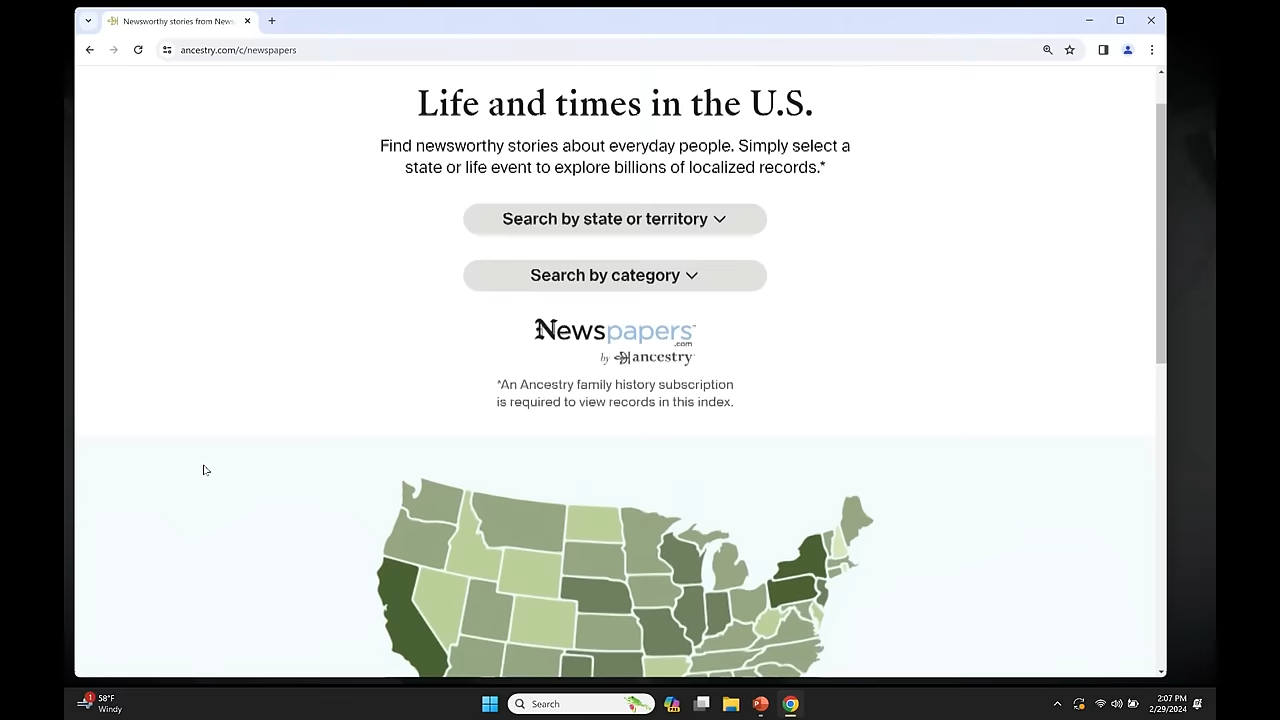 Newsworthy stories from News
ancestry.com/c/newspapers
Life and times in the U.S.
Find newsworthy stories about everyday people. Simply select a
state or life event to explore billions of localized records.*
Search by state or territory
Search by category
Newspapers™
.com
by ancestry
*An Ancestry family history subscription
is required to view records in this index.
1
58°F
Windy
Search
2:07 PM
2/29/2024